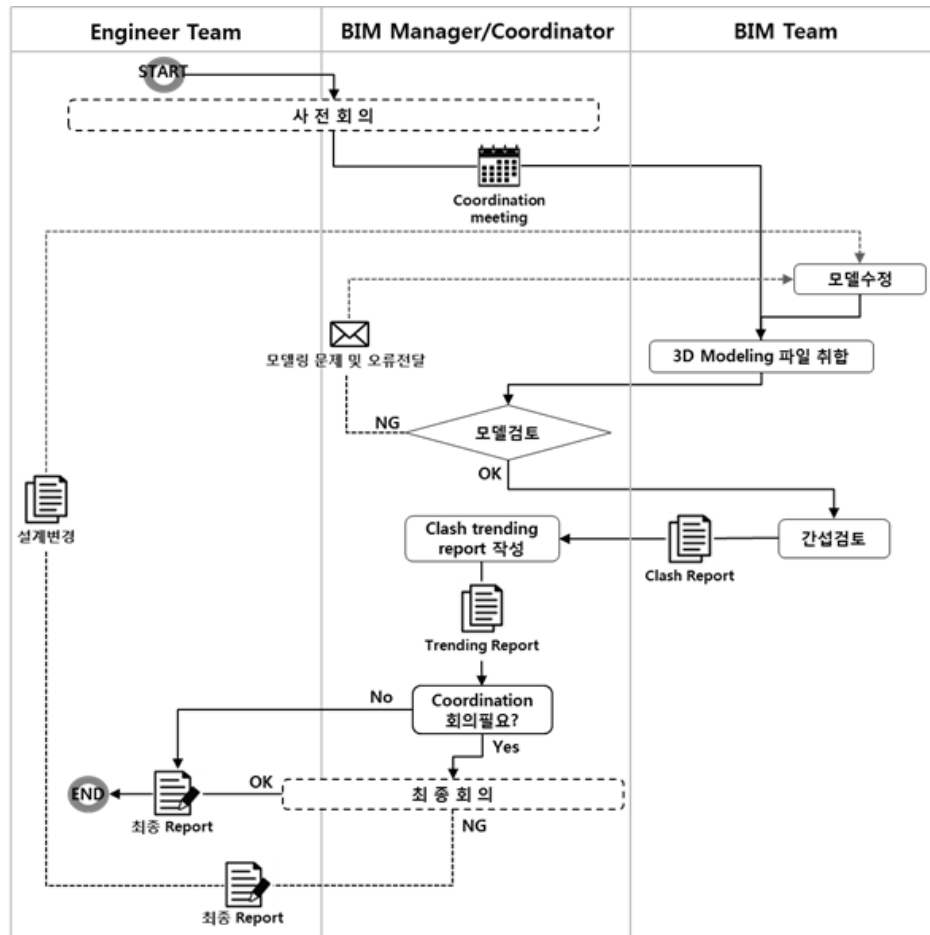 Engineer Team
BIM Manager/Coordinator
BIM Team
START
사 전 회 의
Coordination
meeting
모델수정
모델링 문제 및 오류전달
3D Modeling 파일 취합
NG
모델검토
OK
설계변경
Clash trending
report 작성
간섭검토
Clash Report
Trending Report
No
Coordination
회의필요?
Yes
END
OK
최 종 회 의
최종 Report
NG
최종 Report